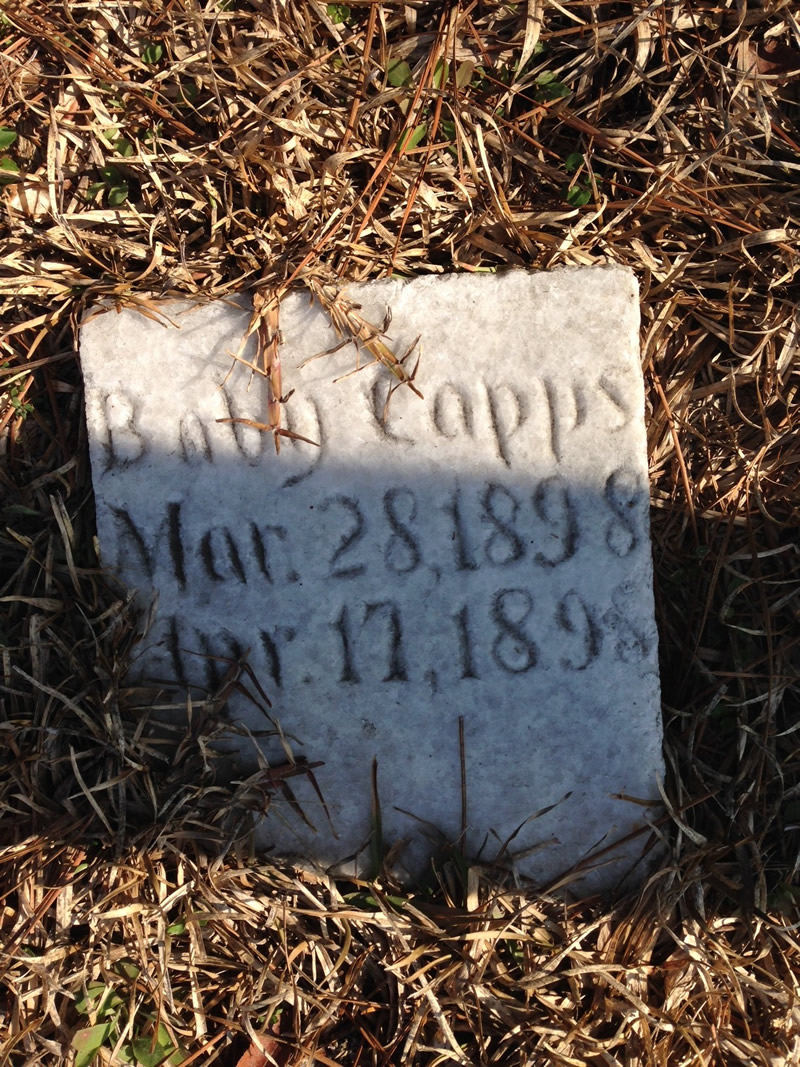 Baby Capps
Mar. 28, 1898
Apr. 17, 1898